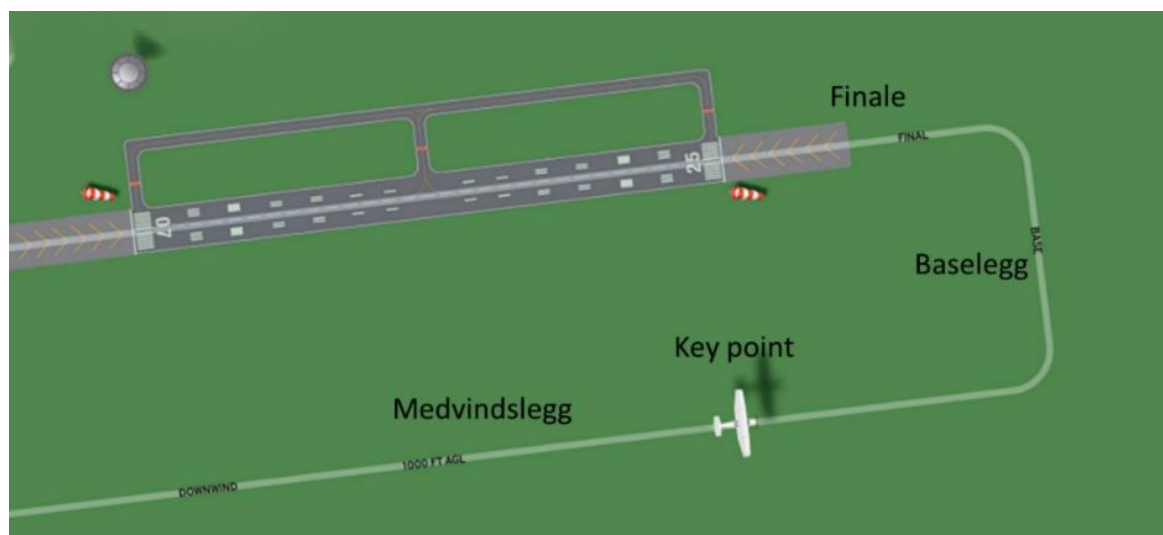 Finale
FINAL
25
07
BASE
Baselegg
Key point
Medvindslegg
1000 FT AGL
DOWNWIND